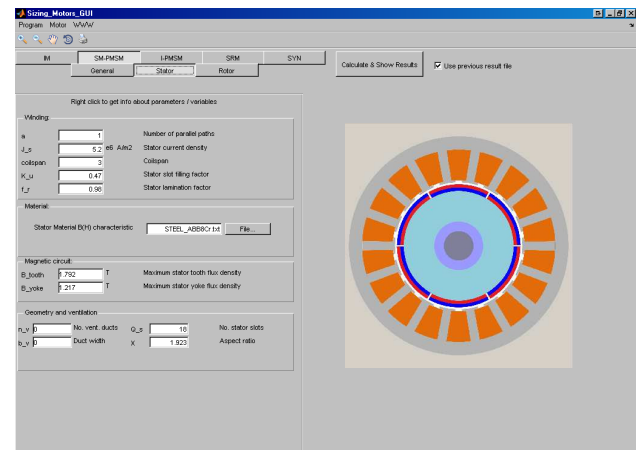 Sizing_Motors_GUI
Program Motor WWW
IM SM-PMSM I-PMSM SRM SYN
General Stator Rotor
Calculate & Show Results
Use previous result file
Right click to get info about parameters / variables
Winding:
a 1 Number of parallel paths
J_s 5.2 e6 A/m2 Stator current density
coilspan 3 Coilspan
K_u 0.47 Stator slot filling factor
f_r 0.98 Stator lamination factor
Material:
Stator Material B(H) characteristic STEEL_ABB8Cr.txt File...
Magnetic circuit:
B_tooth 1.792 T Maximum stator tooth flux density
B_yoke 1.217 T Maximum stator yoke flux density
Geometry and ventilation
n_v 0 No. vent. ducts Q_s 18 No. stator slots
b_v 0 Duct width X 1.923 Aspect ratio